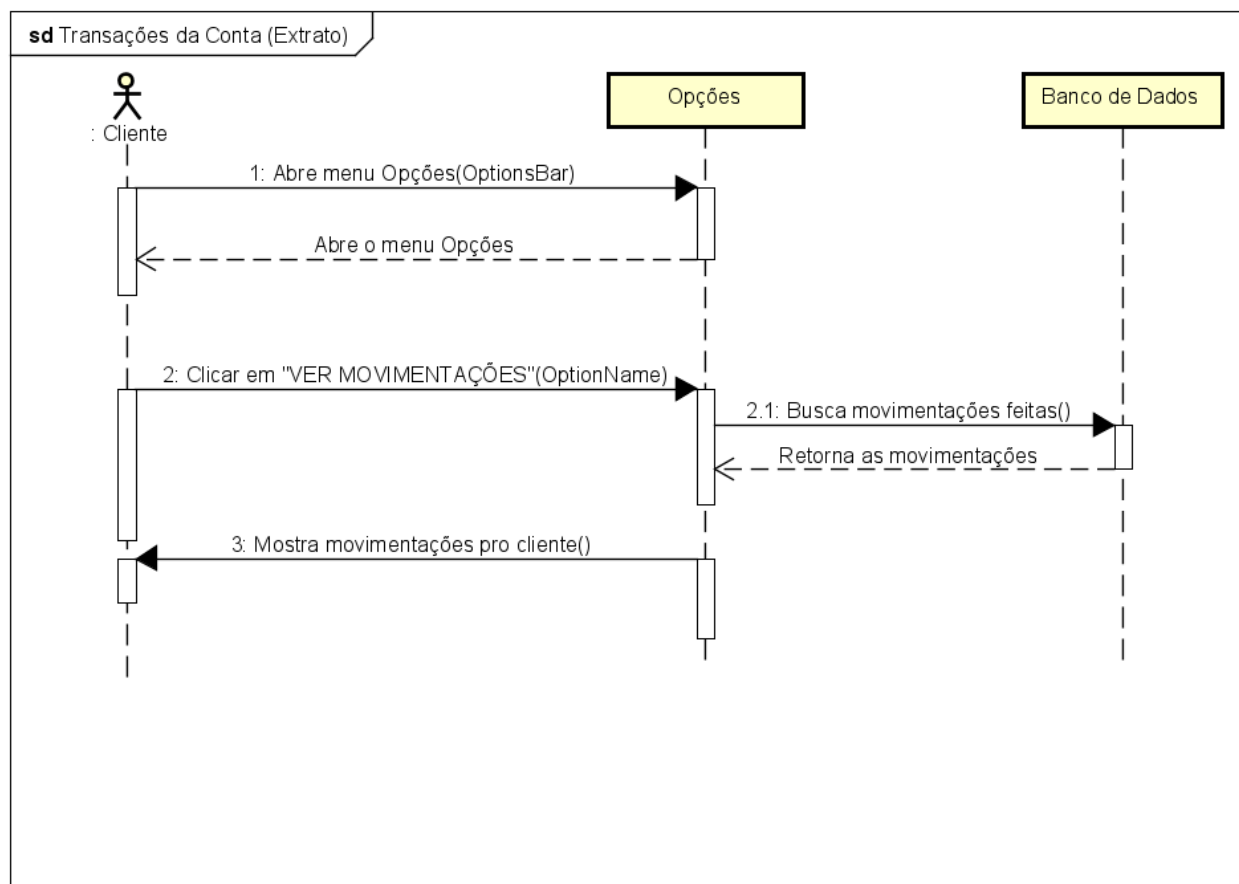 sd Transações da Conta (Extrato)
Opções
Banco de Dados
: Cliente
1: Abre menu Opções(OptionsBar)
Abre o menu Opções
2: Clicar em "VER MOVIMENTAÇÕES"(OptionName)
2.1: Busca movimentações feitas()
Retorna as movimentações
3: Mostra movimentações pro cliente()